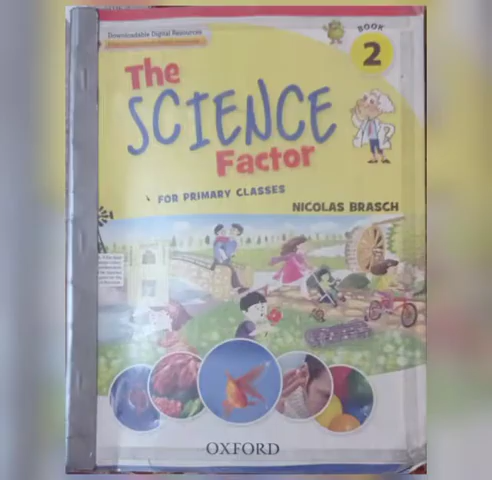 Downloadable Digital Resources
BOOK
2
The
SCIENCE
Factor
FOR PRIMARY CLASSES
NICOLAS BRASCH
OXFORD